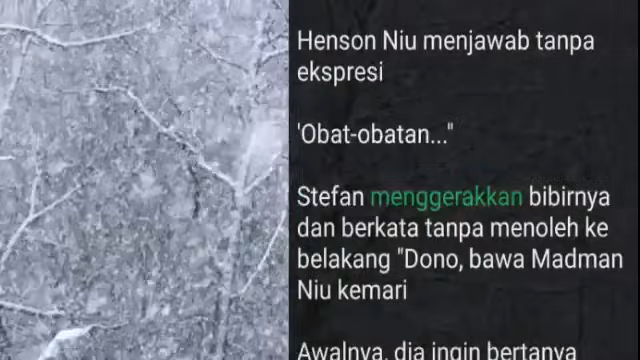 Henson Niu menjawab tanpa
ekspresi
'Obat-obatan..."
Stefan menggerakkan bibirnya
dan berkata tanpa menoleh ke
belakang "Dono, bawa Madman
Niu kemari
Awalnya, dia ingin bertanya